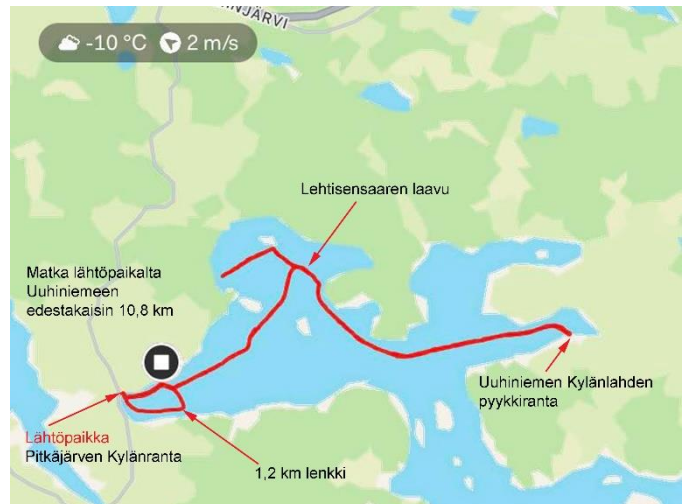 NJÄRVI
-10 °C 2 m/s
Lehtisensaaren laavu
Matka lähtöpaikalta
Uuhiniemeen
edestakaisin 10,8 km
Uuhiniemen Kylänlahden
pyykkiranta
Lähtöpaikka
Pitkäjärven Kylänranta
1,2 km lenkki